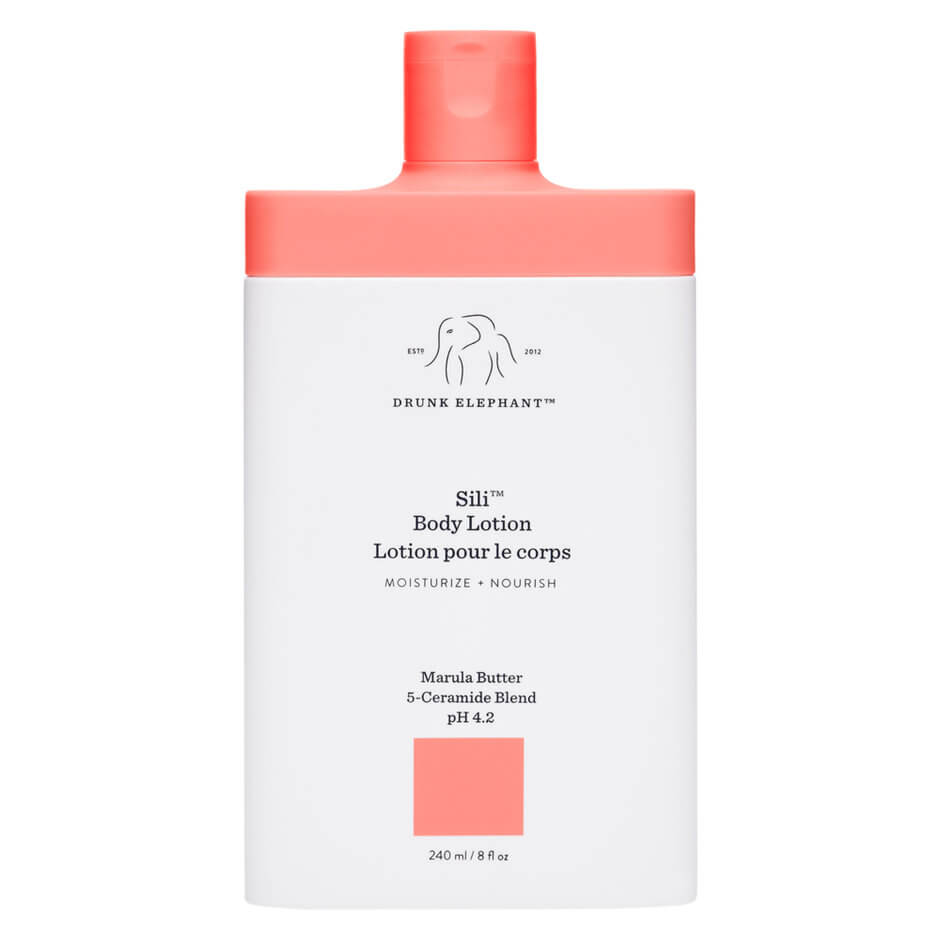 ESTD 2012
DRUNK ELEPHANT™
Sili™
Body Lotion
Lotion pour le corps
MOISTURIZE + NOURISH
Marula Butter
5-Ceramide Blend
pH 4.2
240 ml / 8 fl oz